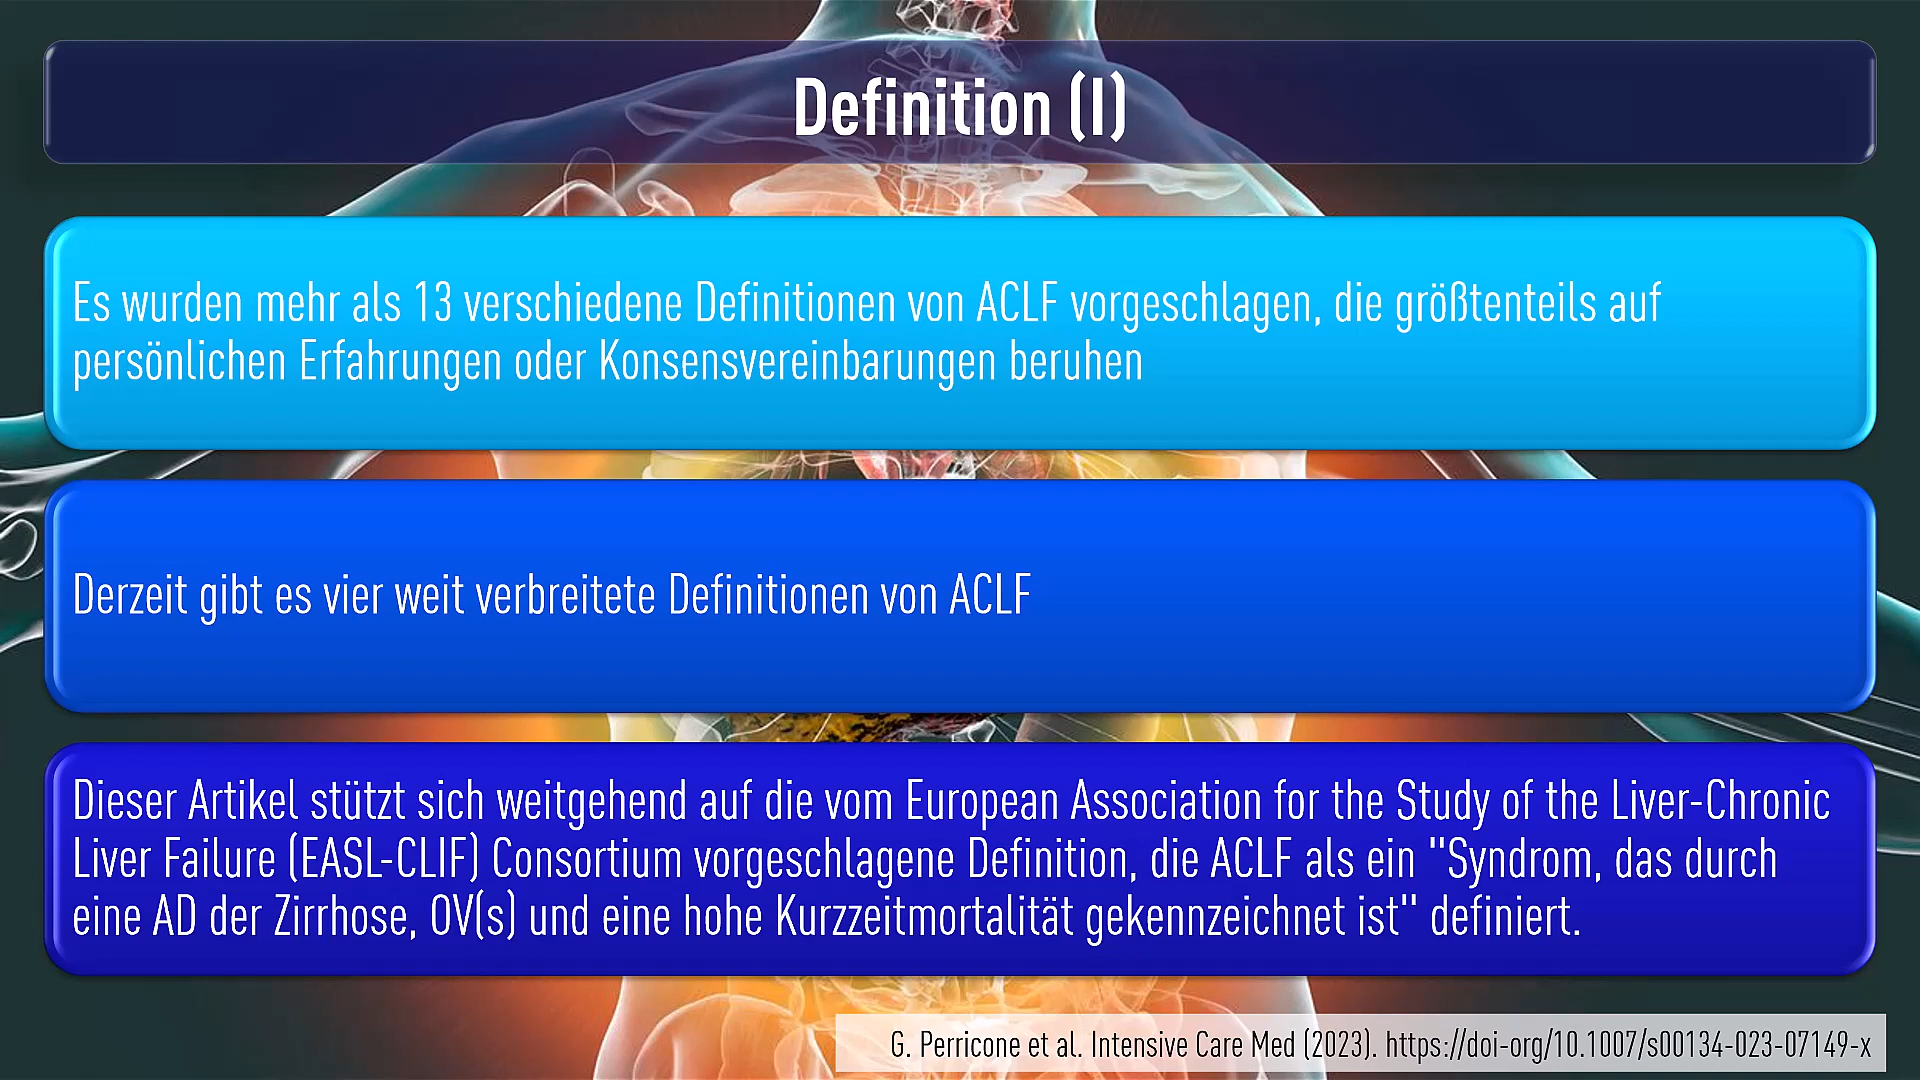 Definition (I)
Es wurden mehr als 13 verschiedene Definitionen von ACLF vorgeschlagen, die größtenteils auf
persönlichen Erfahrungen oder Konsensvereinbarungen beruhen
Derzeit gibt es vier weit verbreitete Definitionen von ACLF
Dieser Artikel stützt sich weitgehend auf die vom European Association for the Study of the Liver-Chronic
Liver Failure (EASL-CLIF) Consortium vorgeschlagene Definition, die ACLF als ein "Syndrom, das durch
eine AD der Zirrhose, OV(s) und eine hohe Kurzzeitmortalität gekennzeichnet ist" definiert.
G. Perricone et al. Intensive Care Med (2023). https://doi-org/10.1007/s00134-023-07149-x